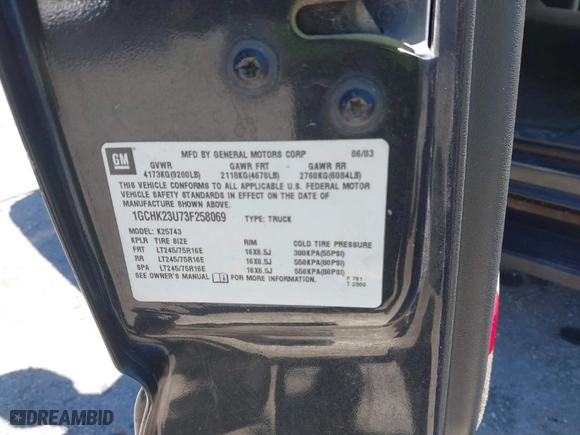 GM
MFD BY GENERAL MOTORS CORP 06/03
GVWR GAWR FRT GAWR RR
4173KG(9200LB) 2118KG(4670LB) 2760KG(6084LB)
THIS VEHICLE CONFORMS TO ALL APPLICABLE U.S. FEDERAL MOTOR
VEHICLE SAFETY STANDARDS IN EFFECT ON THE DATE OF
MANUFACTURE SHOWN ABOVE.
1GCHK23U73F258069 TYPE: TRUCK
MODEL: K25743
KPLR TIRE SIZE RIM COLD TIRE PRESSURE
FRT LT245/75R16E 16X6.5J 380KPA(55PSI)
RR LT245/75R16E 16X6.5J 550KPA(80PSI)
SPA LT245/75R16E 16X6.5J 550KPA(80PSI)
SEE OWNER'S MANUAL FOR MORE INFORMATION.
F 791
T 2966
DREAMBID